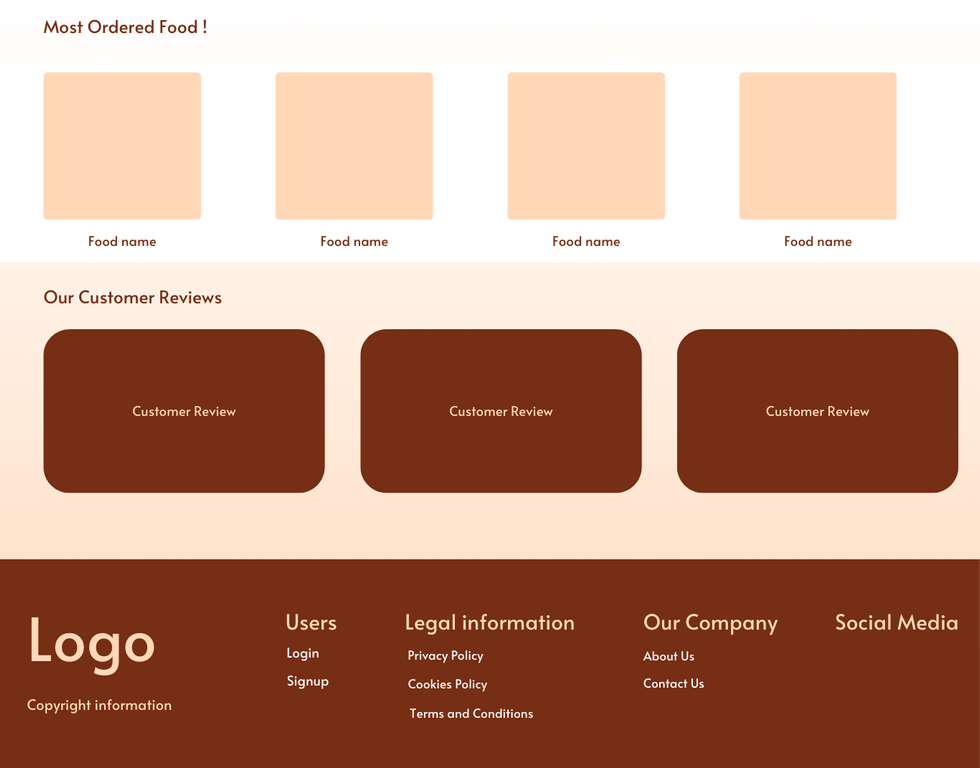 Most Ordered Food !
Food name
Food name
Food name
Food name
Our Customer Reviews
Customer Review
Customer Review
Customer Review
Logo
Copyright information
Users
Login
Signup
Legal information
Privacy Policy
Cookies Policy
Terms and Conditions
Our Company
About Us
Contact Us
Social Media